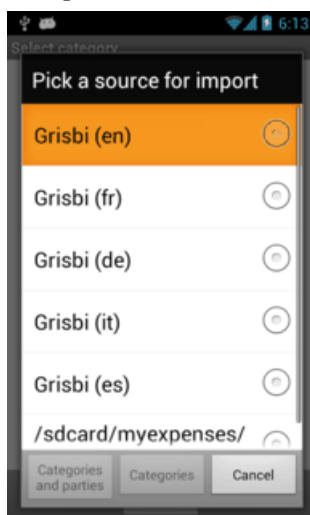 6:13
Select category
Pick a source for import
Grisbi (en)
Grisbi (fr)
Grisbi (de)
Grisbi (it)
Grisbi (es)
/sdcard/myexpenses/
Categories
and parties
Categories
Cancel